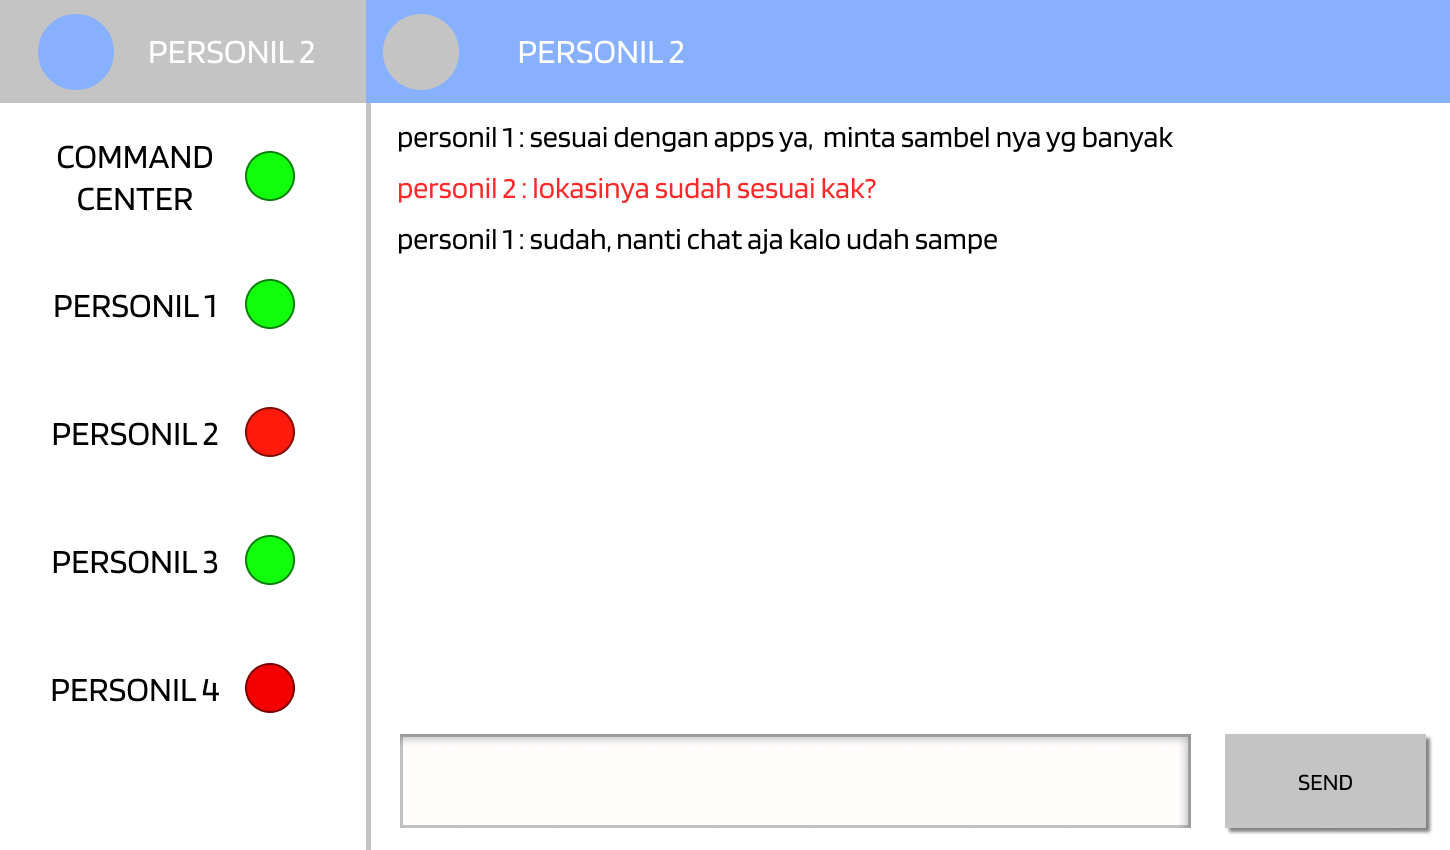 PERSONIL 2
PERSONIL 2
COMMAND
CENTER
PERSONIL 1
PERSONIL 2
PERSONIL 3
PERSONIL 4
personil 1 : sesuai dengan apps ya,  minta sambel nya yg banyak
personil 2 : lokasinya sudah sesuai kak?
personil 1 : sudah, nanti chat aja kalo udah sampe
SEND